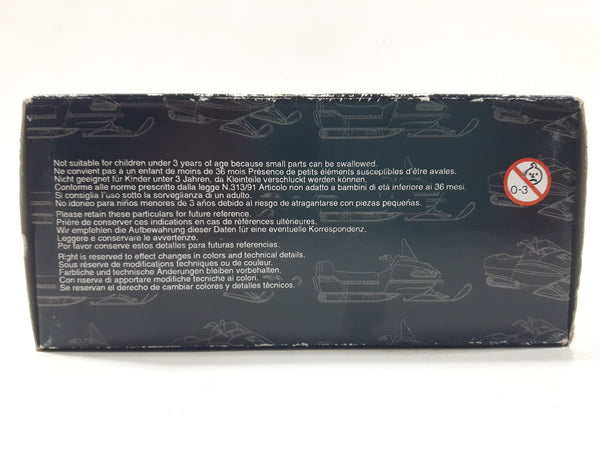 Not suitable for children under 3 years of age because small parts can be swallowed.
Ne convient pas à un enfant de moins de 36 mois Présence de petits éléments susceptibles d'être avales.
Nicht geeignet für Kinder unter 3 Jahren, da Kleinteile verschluckt werden können.
Conforme alle norme prescritte dalla legge N.313/91 Articolo non adatto a bambini di età inferiore ai 36 mesi.
Si consiglia l'uso sotto la sorveglianza di un adulto.
No idoneo para niños menores de 3 años debido al riesgo de atragantarse con piezas pequeñas.
Please retain these particulars for future reference.
Prière de conserver ces indications en cas de références ultérieures.
Wir empfehlen die Aufbewahrung dieser Daten für eine eventuelle Korrespondenz.
Leggere e conservare le avvertenze.
Por favor conserve estos detalles para futuras referencias.
Right is reserved to effect changes in colors and technical details.
Sous réserve de modifications techniques ou de couleur.
Farbliche und technische Änderungen bleiben vorbehalten.
Con riserva di apportare modifiche tecniche ai colori.
Se reservan el derecho de cambiar colores y detalles técnicos.
0-3